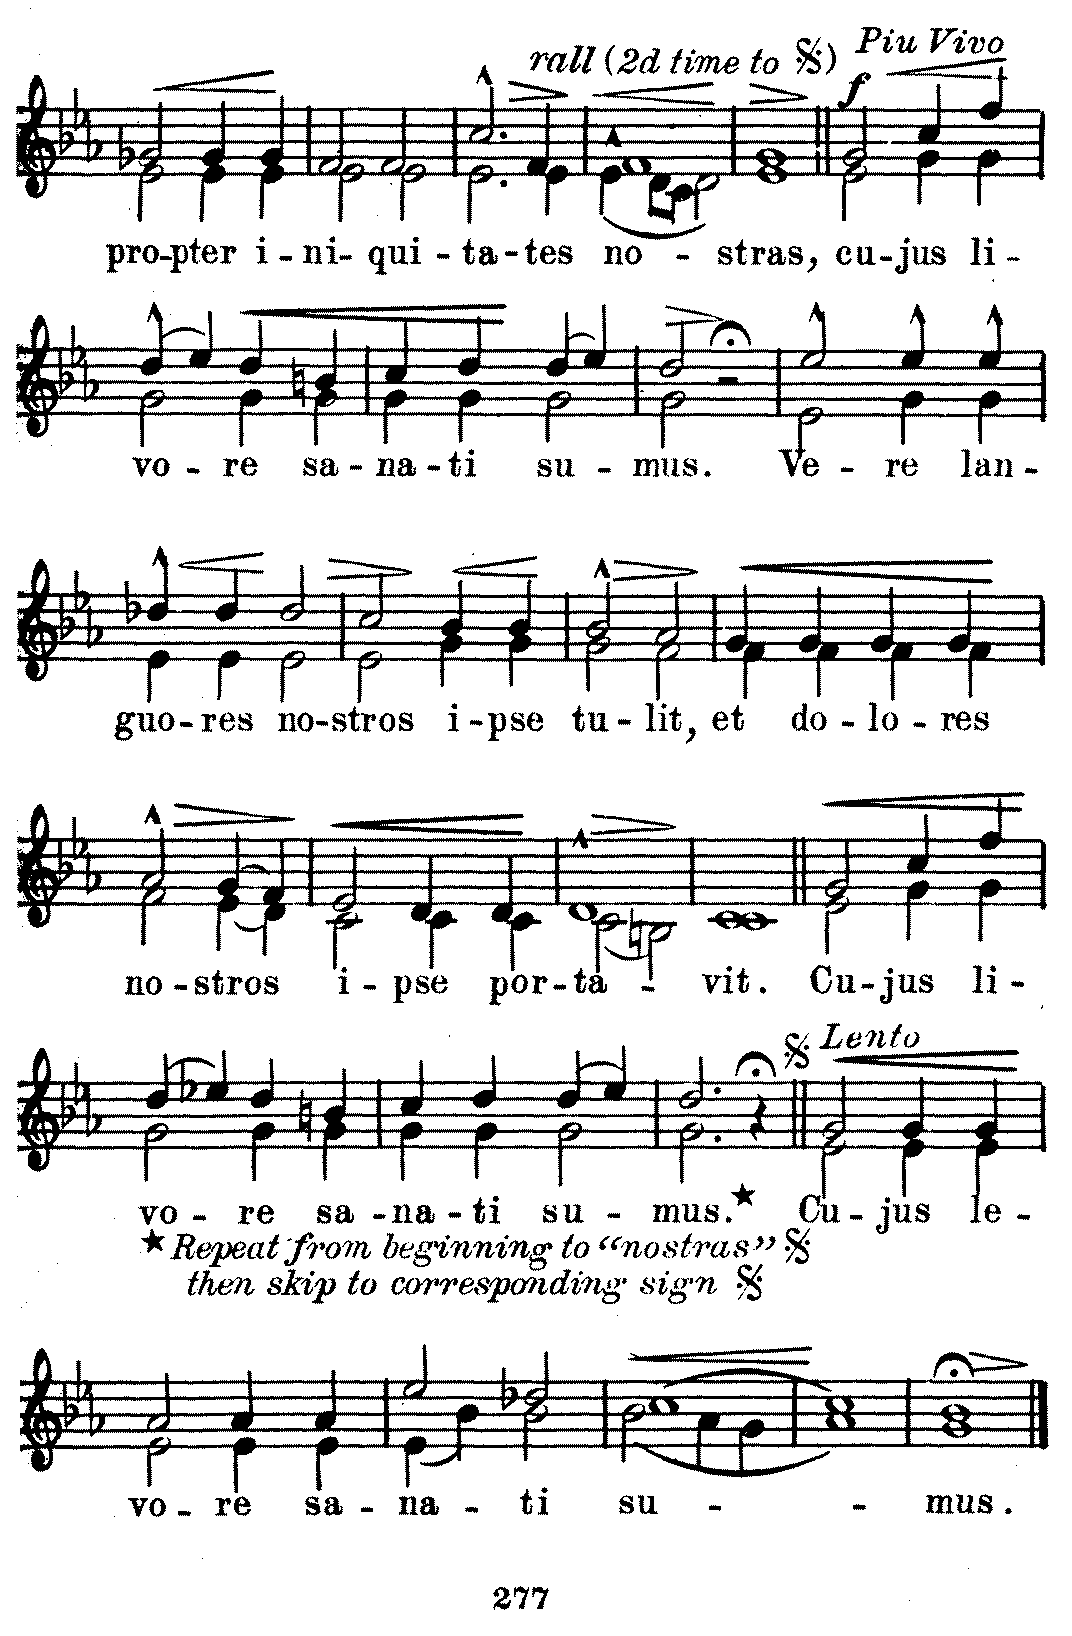 rall (2d time to 𝄋) Piu Vivo
f
pro-pter i - ni- qui - ta-tes no - stras, cu-jus li -
vo - re sa - na - ti su - mus. Ve - re lan -
guo-res no-stros i -pse tu - lit, et do - lo - res
no -stros i - pse por-ta - vit. Cu-jus li -
𝄋 Lento
vo - re sa -na - ti su - mus.★ Cu - jus le -
★Repeat from beginning to “nostras” 𝄋
then skip to corresponding sign 𝄋
vo - re sa - na - ti su - - mus.
277